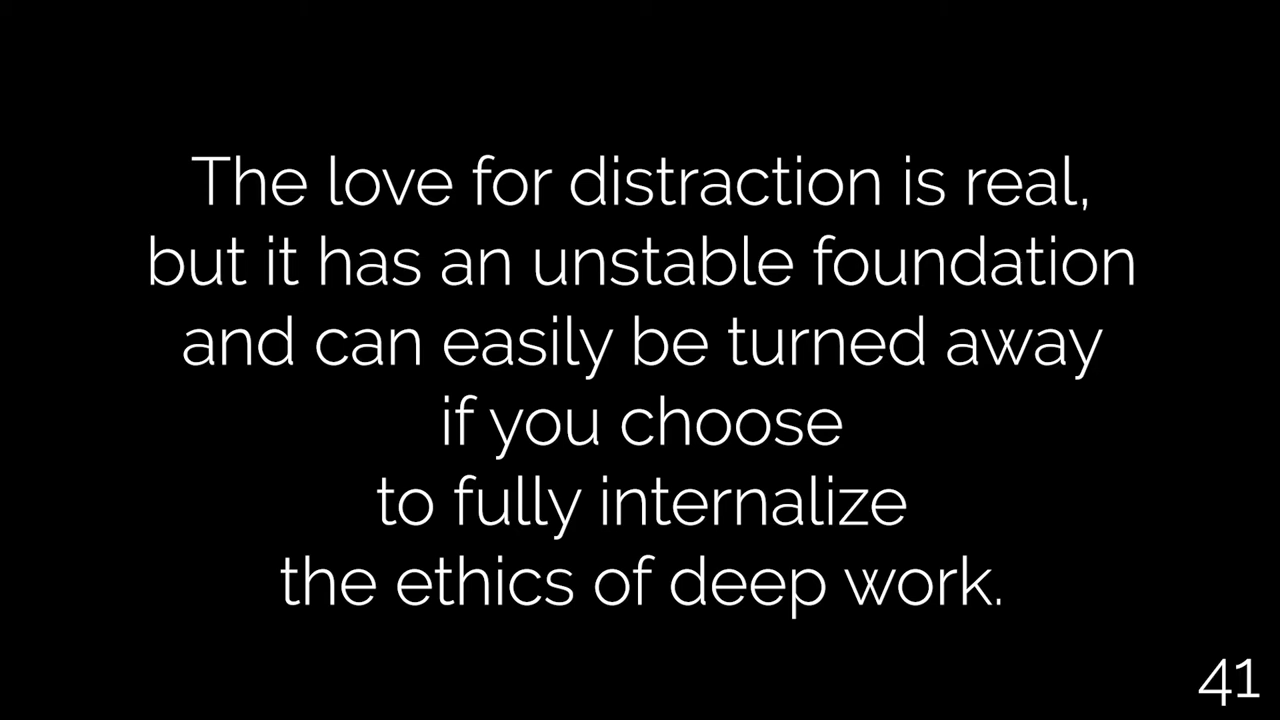 The love for distraction is real,
but it has an unstable foundation
and can easily be turned away
if you choose
to fully internalize
the ethics of deep work.
41